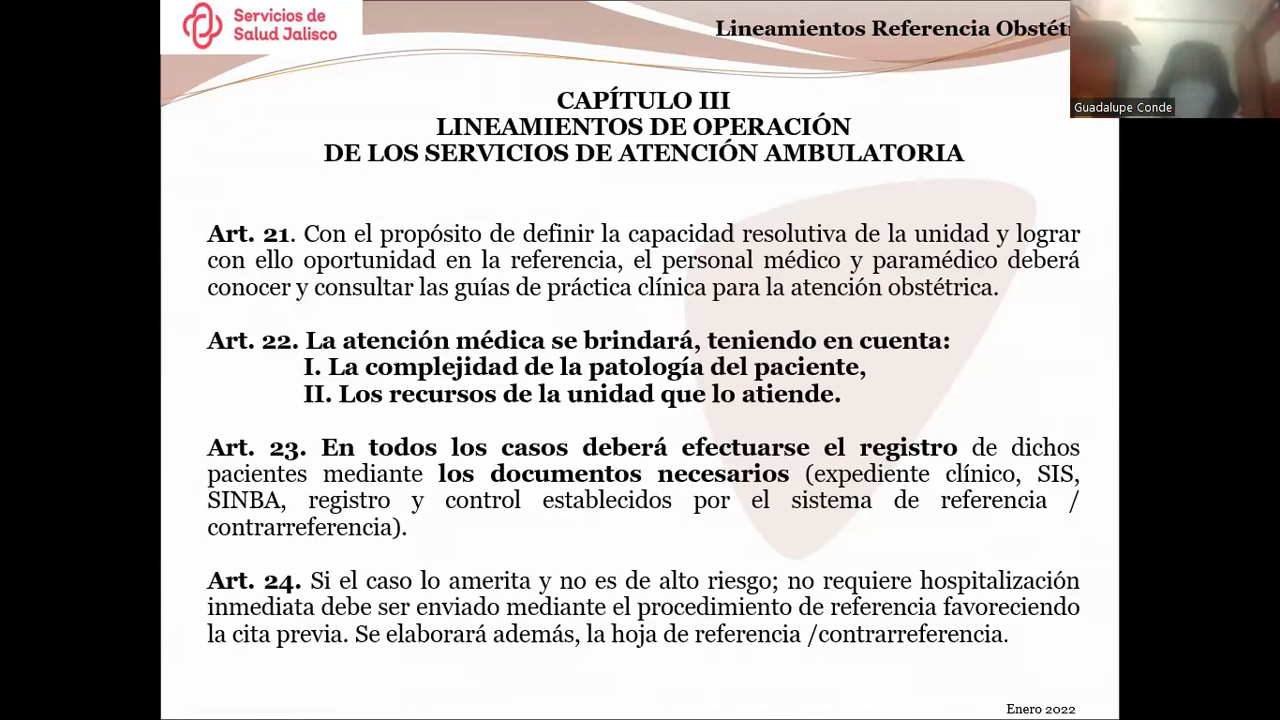 Servicios de
Salud Jalisco
Lineamientos Referencia Obstét
Guadalupe Conde
CAPÍTULO III
LINEAMIENTOS DE OPERACIÓN
DE LOS SERVICIOS DE ATENCIÓN AMBULATORIA
Art. 21. Con el propósito de definir la capacidad resolutiva de la unidad y lograr
con ello oportunidad en la referencia, el personal médico y paramédico deberá
conocer y consultar las guías de práctica clínica para la atención obstétrica.
Art. 22. La atención médica se brindará, teniendo en cuenta:
I. La complejidad de la patología del paciente,
II. Los recursos de la unidad que lo atiende.
Art. 23. En todos los casos deberá efectuarse el registro de dichos
pacientes mediante los documentos necesarios (expediente clínico, SIS,
SINBA, registro y control establecidos por el sistema de referencia /
contrarreferencia).
Art. 24. Si el caso lo amerita y no es de alto riesgo; no requiere hospitalización
inmediata debe ser enviado mediante el procedimiento de referencia favoreciendo
la cita previa. Se elaborará además, la hoja de referencia /contrarreferencia.
Enero 2022